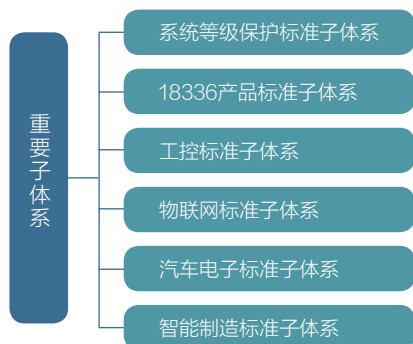 重要子体系
系统等级保护标准子体系
18336产品标准子体系
工控标准子体系
物联网标准子体系
汽车电子标准子体系
智能制造标准子体系